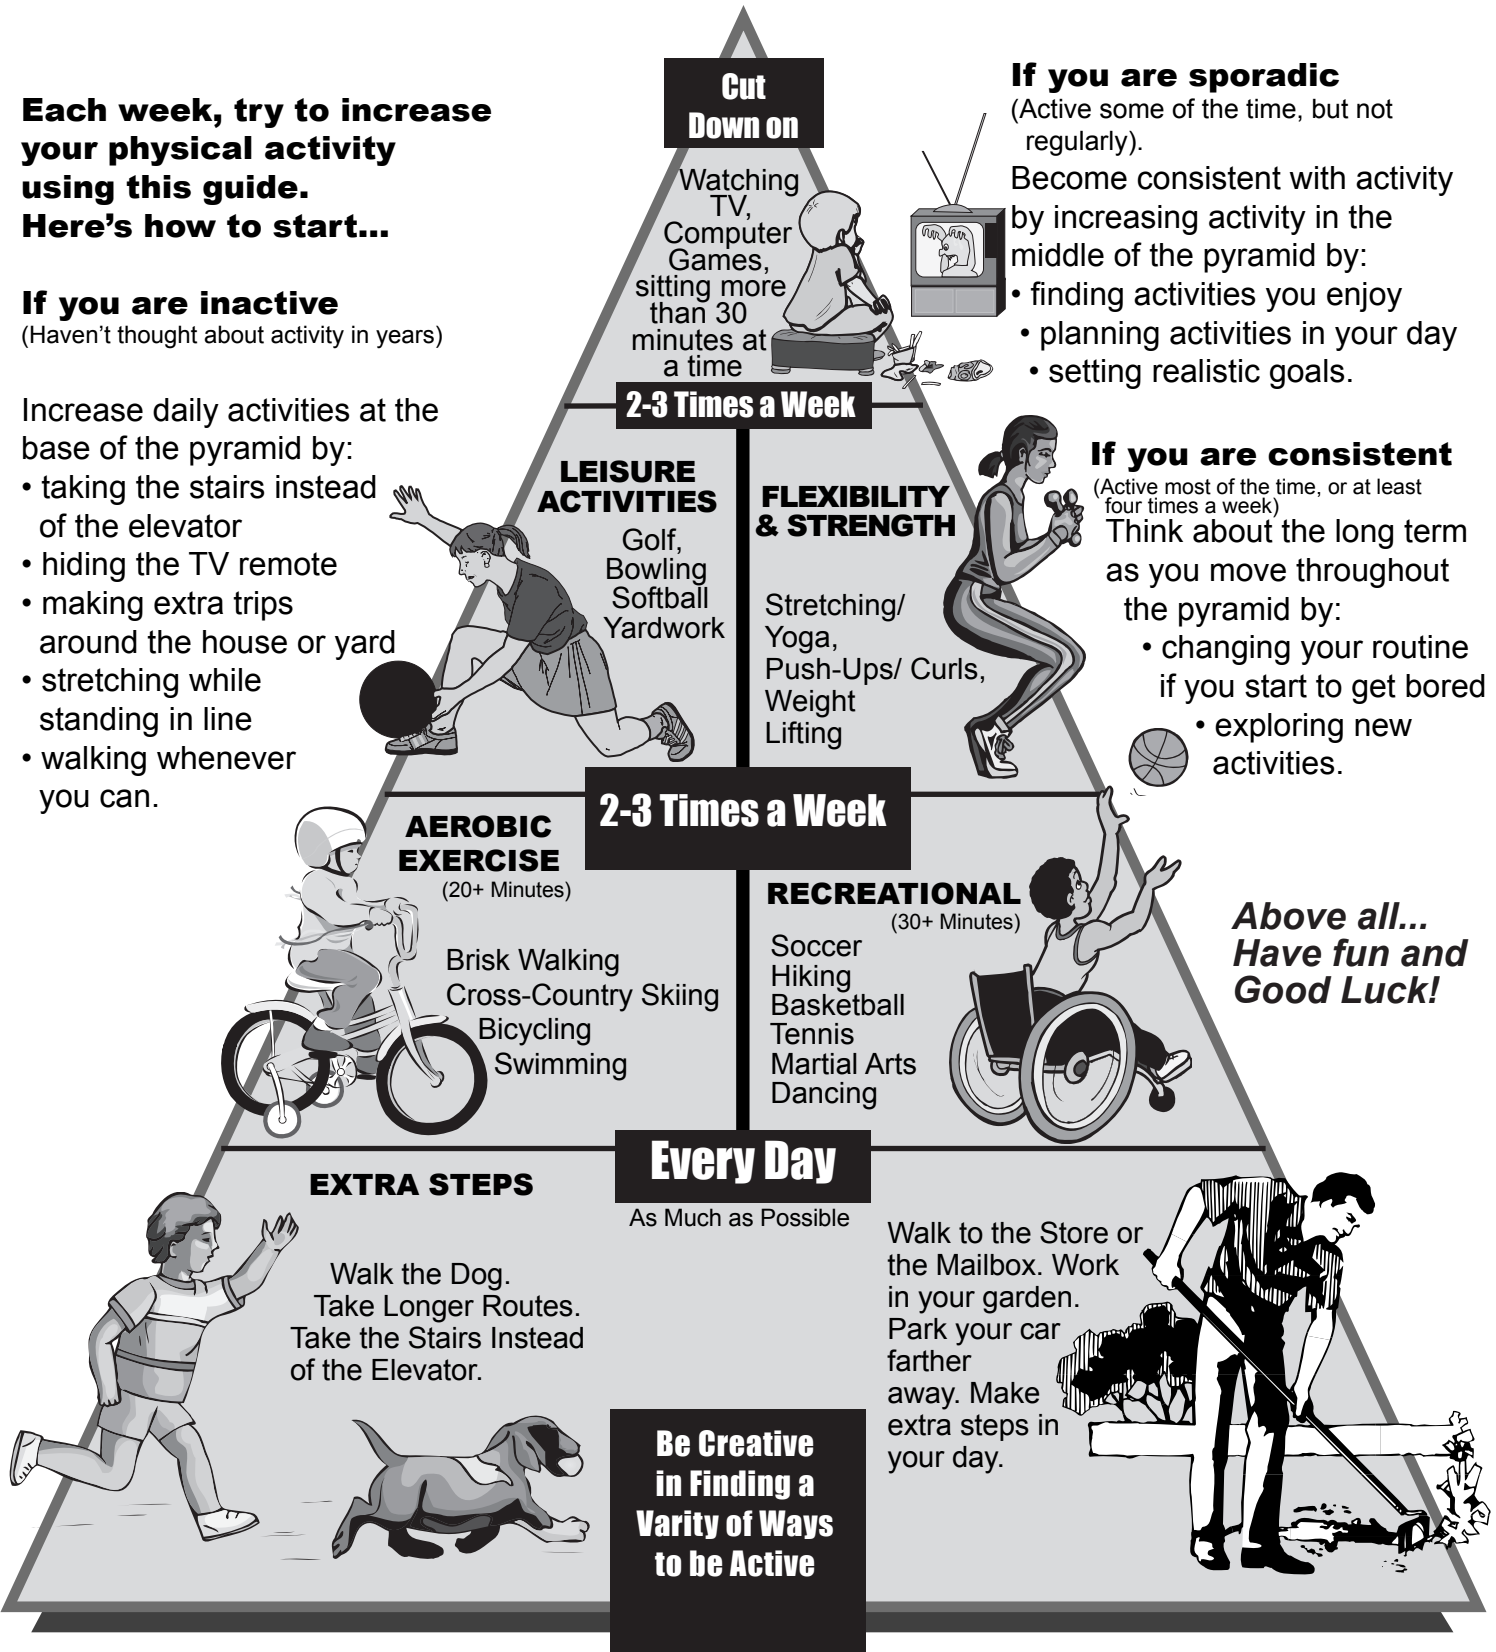 Each week, try to increase
your physical activity
using this guide.
Here's how to start...
If you are inactive
(Haven't thought about activity in years)
Increase daily activities at the
base of the pyramid by:
• taking the stairs instead
of the elevator
• hiding the TV remote
• making extra trips
around the house or yard
• stretching while
standing in line
• walking whenever
you can.
Cut
Down on
Watching
TV,
Computer
Games,
sitting more
than 30
minutes at
a time
If you are sporadic
(Active some of the time, but not
regularly).
Become consistent with activity
by increasing activity in the
middle of the pyramid by:
• finding activities you enjoy
• planning activities in your day
• setting realistic goals.
If you are consistent
(Active most of the time, or at least
four times a week)
Think about the long term
as you move throughout
the pyramid by:
• changing your routine
if you start to get bored
• exploring new
activities.
2-3 Times a Week
LEISURE
ACTIVITIES
Golf,
Bowling
Softball
Yardwork
FLEXIBILITY
& STRENGTH
Stretching/
Yoga,
Push-Ups/ Curls,
Weight
Lifting
2-3 Times a Week
AEROBIC
EXERCISE
(20+ Minutes)
Brisk Walking
Cross-Country Skiing
Bicycling
Swimming
RECREATIONAL
(30+ Minutes)
Soccer
Hiking
Basketball
Tennis
Martial Arts
Dancing
Above all...
Have fun and
Good Luck!
Every Day
As Much as Possible
EXTRA STEPS
Walk the Dog.
Take Longer Routes.
Take the Stairs Instead
of the Elevator.
Walk to the Store or
the Mailbox. Work
in your garden.
Park your car
farther
away. Make
extra steps in
your day.
Be Creative
in Finding a
Varity of Ways
to be Active